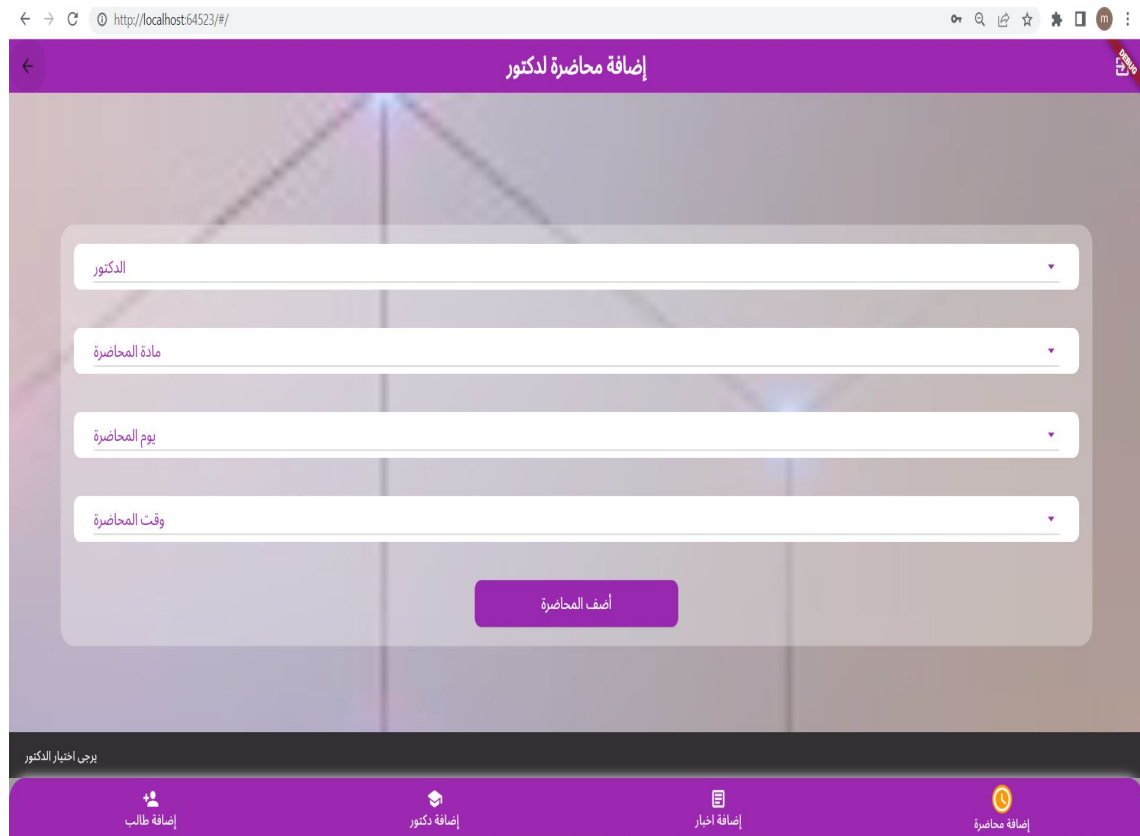 http://localhost:64523/#/
m
إضافة محاضرة لدكتور
DEBUG
الدكتور
مادة المحاضرة
يوم المحاضرة
وقت المحاضرة
أضف المحاضرة
يرجى اختيار الدكتور
إضافة طالب
إضافة دكتور
إضافة اخبار
إضافة محاضرة